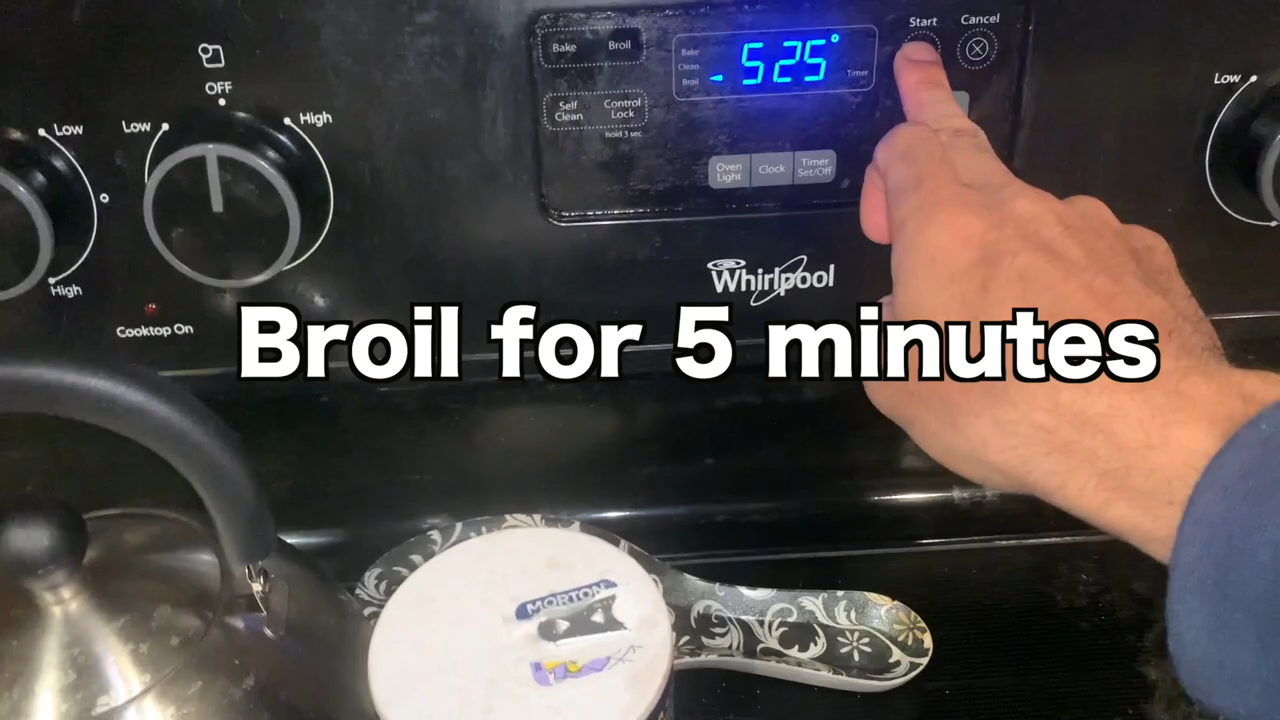 Start Cancel
Bake Broil
Bake
Clean
Broil
525°
Timer
OFF
Low
High
Low
High
Low
Self
Clean
Control
Lock
hold 3 sec
Oven
Light
Clock
Timer
Set/Off
Whirlpool
Cooktop On
Broil for 5 minutes
MORTON